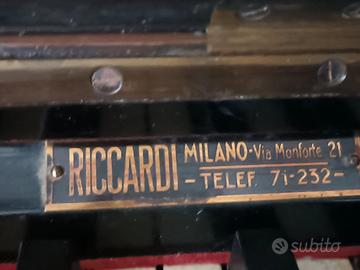 RICCARDI MILANO-Via Monforte 21
-TELEF. 71-232-
subito